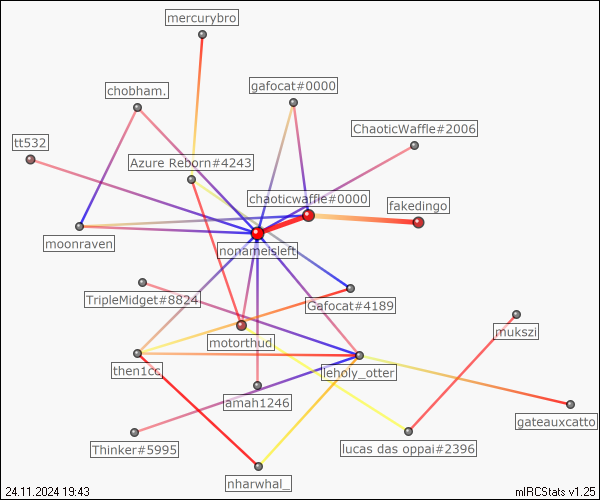 mercurybro
gafocat#0000
chobham.
ChaoticWaffle#2006
tt532
Azure Reborn#4243
chaoticwaffle#0000
fakedingo
moonraven
nonameisleft
TripleMidget#8824
Gafocat#4189
mukszi
motorthud
then1cc
leholy_otter
amah1246
gateauxcatto
Thinker#5995
lucas das oppai#2396
nharwhal_
24.11.2024 19:43
mIRCStats v1.25